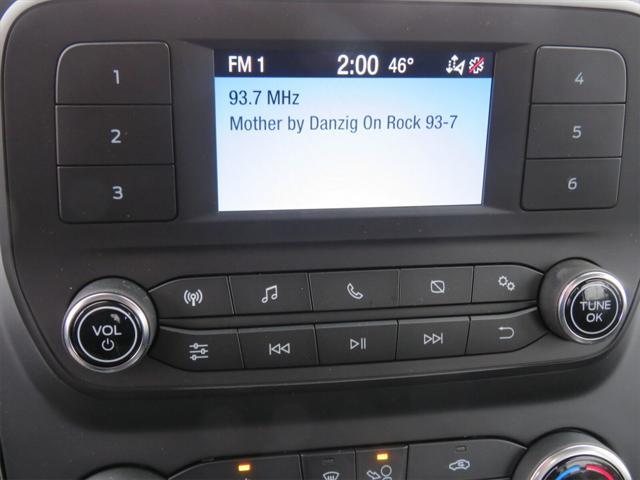 FM 1 2:00 46°
93.7 MHz
Mother by Danzig On Rock 93-7
1
2
3
4
5
6
VOL
TUNE
OK